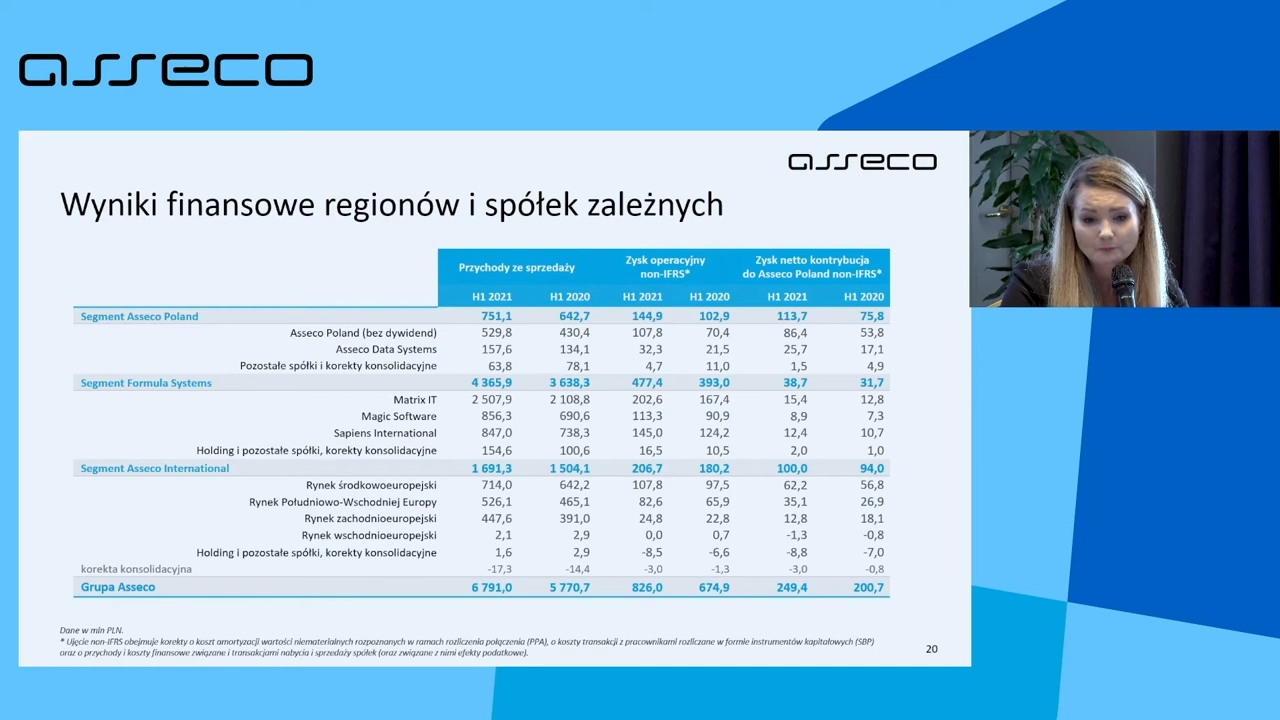 asseco
asseco
Wyniki finansowe regionów i spółek zależnych
Przychody ze sprzedaży Zysk operacyjny non-IFRS* Zysk netto kontrybucja do Asseco Poland non-IFRS*
H1 2021 H1 2020 H1 2021 H1 2020 H1 2021 H1 2020
Segment Asseco Poland 751,1 642,7 144,9 102,9 113,7 75,8
Asseco Poland (bez dywidend) 529,8 430,4 107,8 70,4 86,4 53,8
Asseco Data Systems 157,6 134,1 32,3 21,5 25,7 17,1
Pozostałe spółki i korekty konsolidacyjne 63,8 78,1 4,7 11,0 1,5 4,9
Segment Formula Systems 4 365,9 3 638,3 477,4 393,0 38,7 31,7
Matrix IT 2 507,9 2 108,8 202,6 167,4 15,4 12,8
Magic Software 856,3 690,6 113,3 90,9 8,9 7,3
Sapiens International 847,0 738,3 145,0 124,2 12,4 10,7
Holding i pozostałe spółki, korekty konsolidacyjne 154,6 100,6 16,5 10,5 2,0 1,0
Segment Asseco International 1 691,3 1 504,1 206,7 180,2 100,0 94,0
Rynek środkowoeuropejski 714,0 642,2 107,8 97,5 62,2 56,8
Rynek Południowo-Wschodniej Europy 526,1 465,1 82,6 65,9 35,1 26,9
Rynek zachodnioeuropejski 447,6 391,0 24,8 22,8 12,8 18,1
Rynek wschodnioeuropejski 2,1 2,9 0,0 0,7 -1,3 -0,8
Holding i pozostałe spółki, korekty konsolidacyjne 1,6 2,9 -8,5 -6,6 -8,8 -7,0
korekta konsolidacyjna -17,3 -14,4 -3,0 -1,3 -3,0 -0,8
Grupa Asseco 6 791,0 5 770,7 826,0 674,9 249,4 200,7
Dane w mln PLN.
* Ujęcie non-IFRS obejmuje korekty o koszt amortyzacji wartości niematerialnych rozpoznanych w ramach rozliczenia połączenia (PPA), o koszty transakcji z pracownikami rozliczane w formie instrumentów kapitałowych (SBP)
oraz o przychody i koszty finansowe związane i transakcjami nabycia i sprzedaży spółek (oraz związane z nimi efekty podatkowe).
20